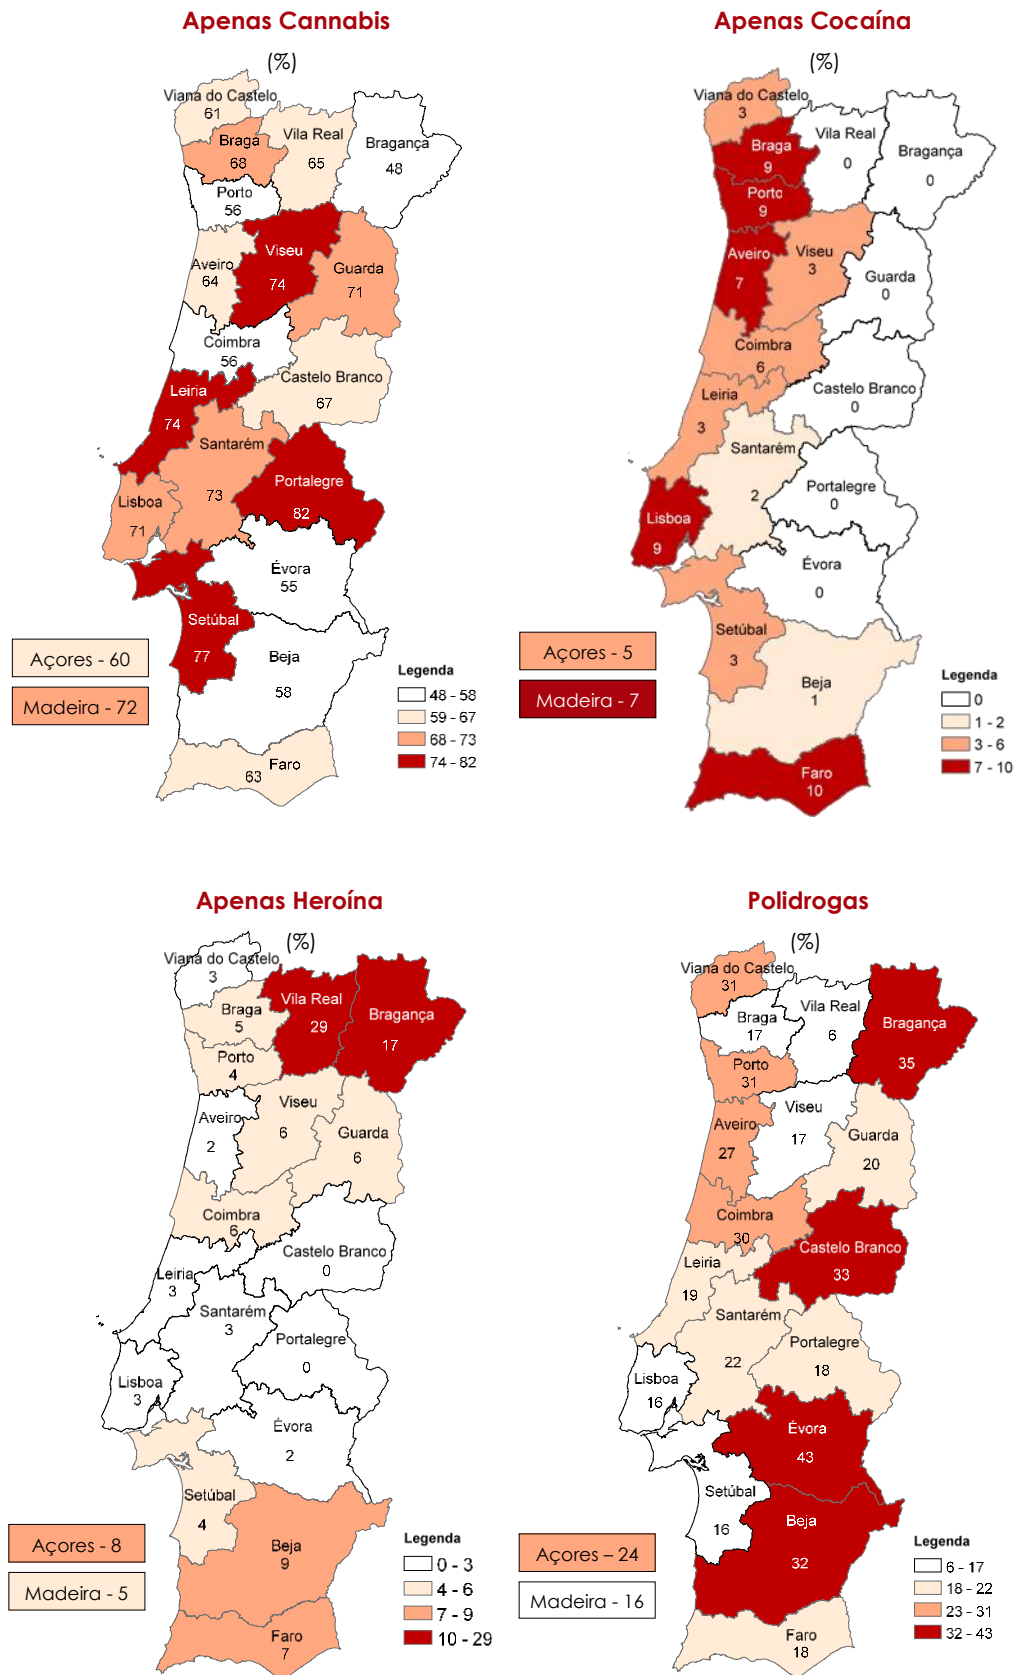 Apenas Cannabis
(%)
Viana do Castelo
61
Braga
68
Vila Real
65
Bragança
48
Porto
56
Viseu
74
Aveiro
64
Guarda
71
Coimbra
56
Castelo Branco
67
Leiria
74
Santarém
73
Portalegre
82
Lisboa
71
Évora
55
Setúbal
77
Beja
58
Faro
63
Açores - 60
Madeira - 72
Legenda
48 - 58
59 - 67
68 - 73
74 - 82
Apenas Cocaína
(%)
Viana do Castelo
3
Braga
9
Vila Real
0
Bragança
0
Porto
9
Aveiro
7
Viseu
3
Guarda
0
Coimbra
6
Castelo Branco
0
Leiria
3
Santarém
2
Portalegre
0
Lisboa
9
Évora
0
Setúbal
3
Beja
1
Faro
10
Açores - 5
Madeira - 7
Legenda
0
1 - 2
3 - 6
7 - 10
Apenas Heroína
(%)
Viana do Castelo
3
Braga
5
Vila Real
29
Bragança
17
Porto
4
Aveiro
2
Viseu
6
Guarda
6
Coimbra
6
Castelo Branco
0
Leiria
3
Santarém
3
Portalegre
0
Lisboa
3
Évora
2
Setúbal
4
Beja
9
Faro
7
Açores - 8
Madeira - 5
Legenda
0 - 3
4 - 6
7 - 9
10 - 29
Polidrogas
(%)
Viana do Castelo
31
Braga
17
Vila Real
6
Bragança
35
Porto
31
Aveiro
27
Viseu
17
Guarda
20
Coimbra
30
Castelo Branco
33
Leiria
19
Santarém
22
Portalegre
18
Lisboa
16
Évora
43
Setúbal
16
Beja
32
Faro
18
Açores – 24
Madeira - 16
Legenda
6 - 17
18 - 22
23 - 31
32 - 43